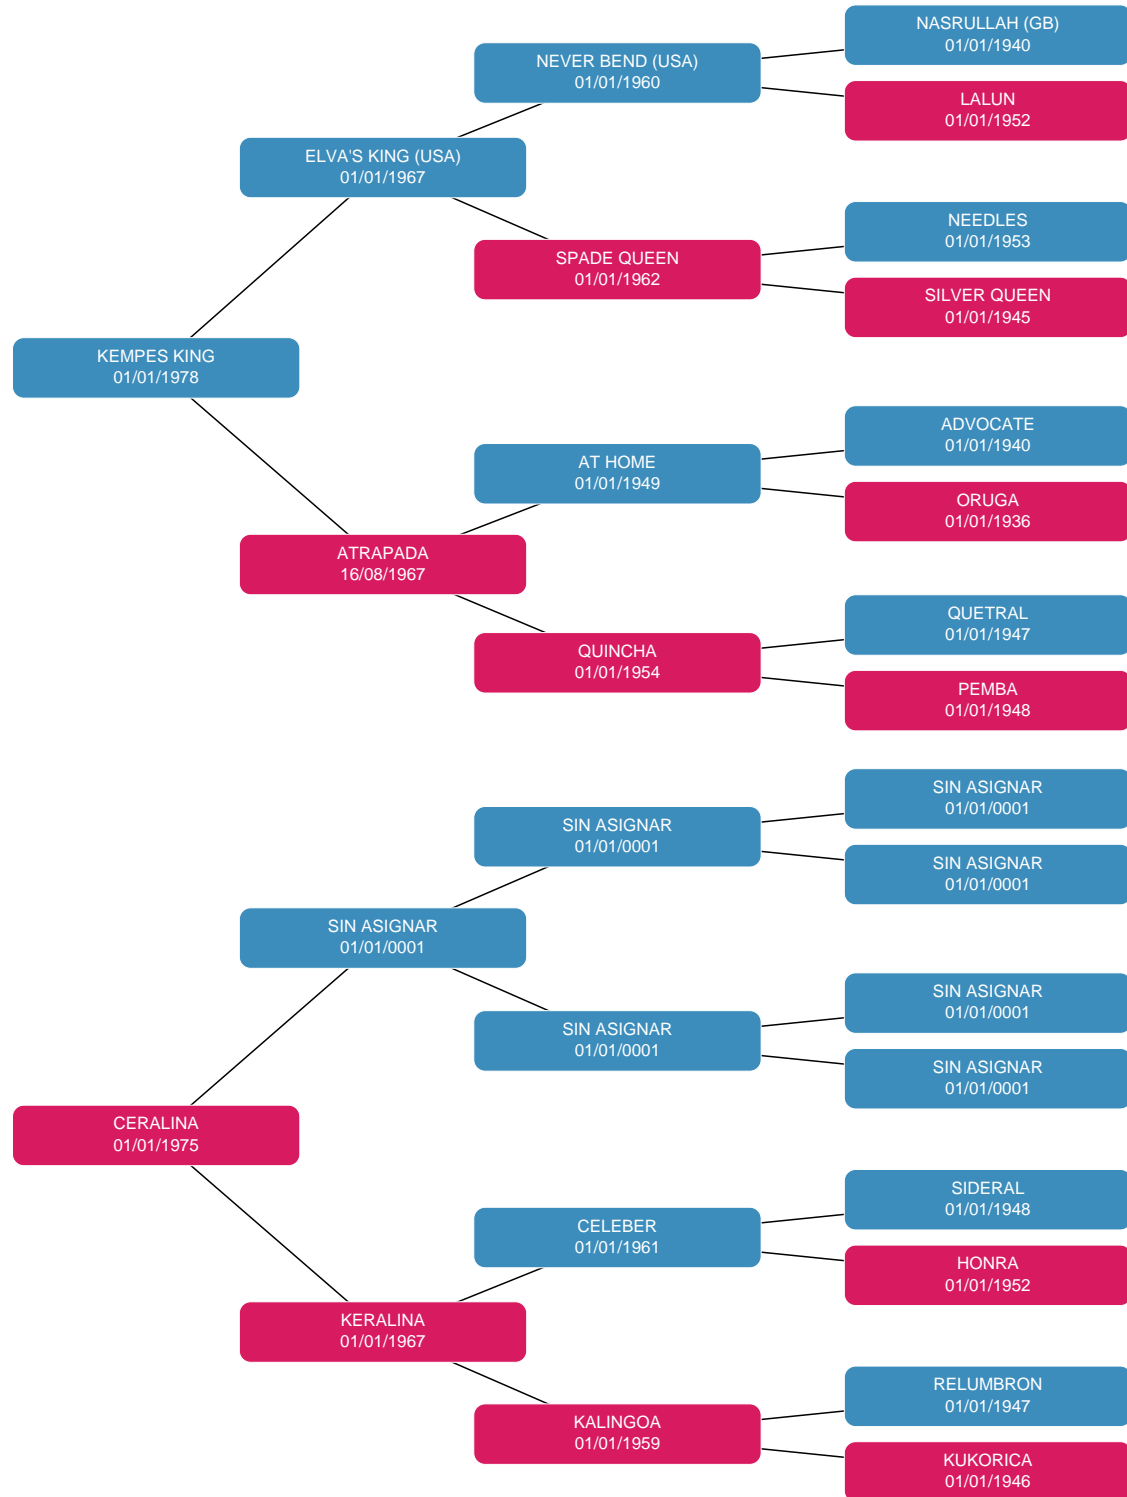 NASRULLAH (GB)
01/01/1940
NEVER BEND (USA)
01/01/1960
LALUN
01/01/1952
ELVA'S KING (USA)
01/01/1967
NEEDLES
01/01/1953
SPADE QUEEN
01/01/1962
SILVER QUEEN
01/01/1945
KEMPES KING
01/01/1978
ADVOCATE
01/01/1940
AT HOME
01/01/1949
ORUGA
01/01/1936
ATRAPADA
16/08/1967
QUETRAL
01/01/1947
QUINCHA
01/01/1954
PEMBA
01/01/1948
SIN ASIGNAR
01/01/0001
SIN ASIGNAR
01/01/0001
SIN ASIGNAR
01/01/0001
SIN ASIGNAR
01/01/0001
SIN ASIGNAR
01/01/0001
SIN ASIGNAR
01/01/0001
SIN ASIGNAR
01/01/0001
CERALINA
01/01/1975
SIDERAL
01/01/1948
CELEBER
01/01/1961
HONRA
01/01/1952
KERALINA
01/01/1967
RELUMBRON
01/01/1947
KALINGOA
01/01/1959
KUKORICA
01/01/1946